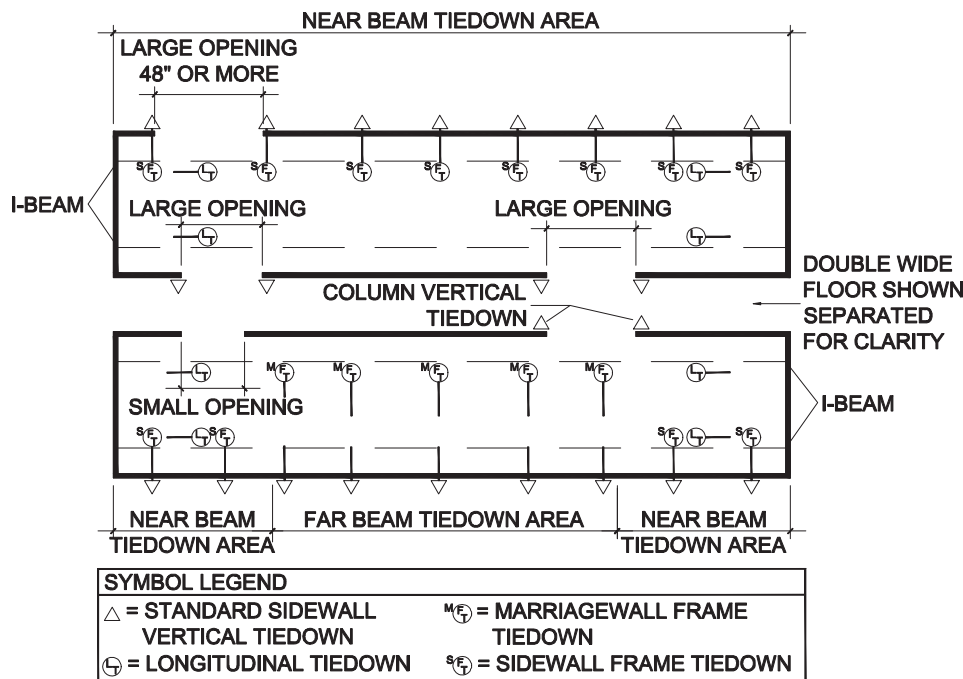 NEAR BEAM TIEDOWN AREA
LARGE OPENING
48" OR MORE
S F T S F T S F T S F T S F T S F T S F T
L T L T
I-BEAM
LARGE OPENING
LARGE OPENING
L T L T
COLUMN VERTICAL
TIEDOWN
DOUBLE WIDE
FLOOR SHOWN
SEPARATED
FOR CLARITY
L T M F T M F T M F T M F T M F T L T
SMALL OPENING
I-BEAM
S F T L T S F T S F T L T S F T
NEAR BEAM
TIEDOWN AREA
FAR BEAM TIEDOWN AREA
NEAR BEAM
TIEDOWN AREA
SYMBOL LEGEND
△ = STANDARD SIDEWALL
VERTICAL TIEDOWN
M F T = MARRIAGEWALL FRAME
TIEDOWN
L T = LONGITUDINAL TIEDOWN
S F T = SIDEWALL FRAME TIEDOWN